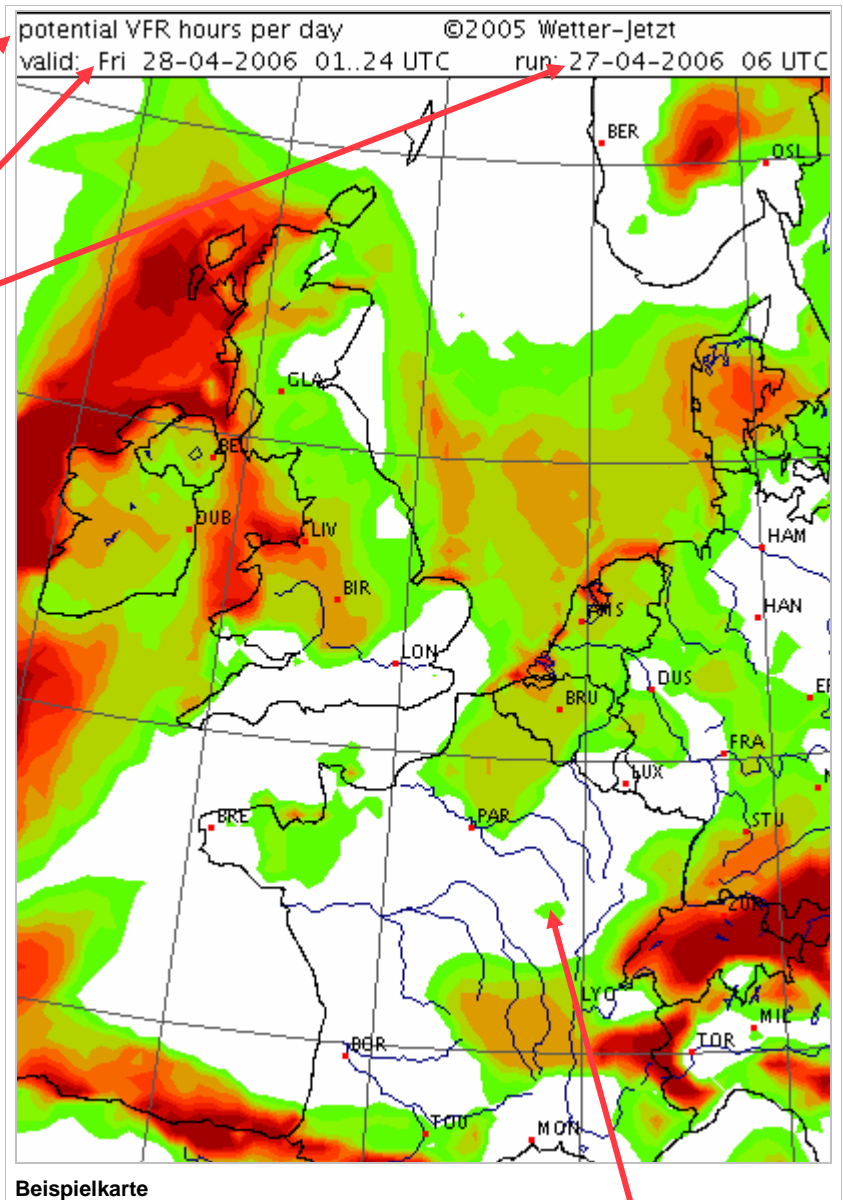 potential VFR hours per day ©2005 Wetter-Jetzt
valid: Fri 28-04-2006 01..24 UTC run: 27-04-2006 06 UTC
BER
OSL
GLA
BEL
DUB
LIV
HAM
BIR
HAN
AMS
LON
DUS
BRU
FRA
LUX
BRE
PAR
STU
ZUR
LYO
MIL
BOR
TOR
TOU
MON
Beispielkarte